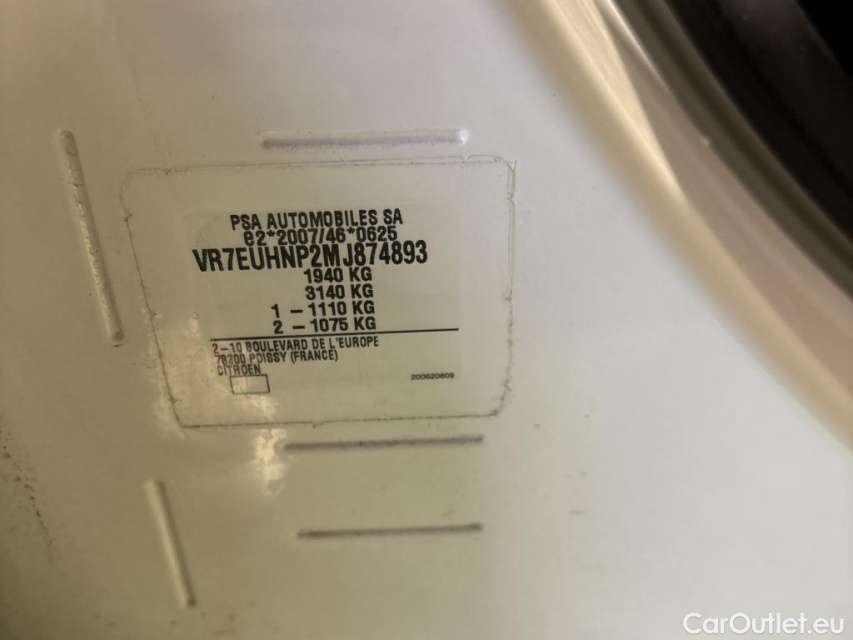 PSA AUTOMOBILES SA
e2*2007/46*0625
VR7EUHNP2MJ874893
1940 KG
3140 KG
1 – 1110 KG
2 – 1075 KG
2–10 BOULEVARD DE L'EUROPE
78300 POISSY (FRANCE)
CITROEN
200620809
CarOutlet.eu